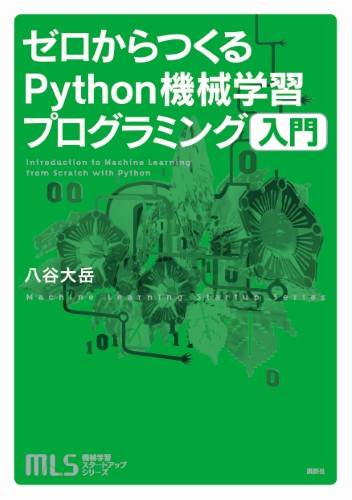 ゼロからつくる
Python機械学習
プログラミング入門
Introduction to Machine Learning
from Scratch with Python
八谷大岳
Machine Learning Startup Series
MLS
機械学習
スタートアップ
シリーズ
講談社